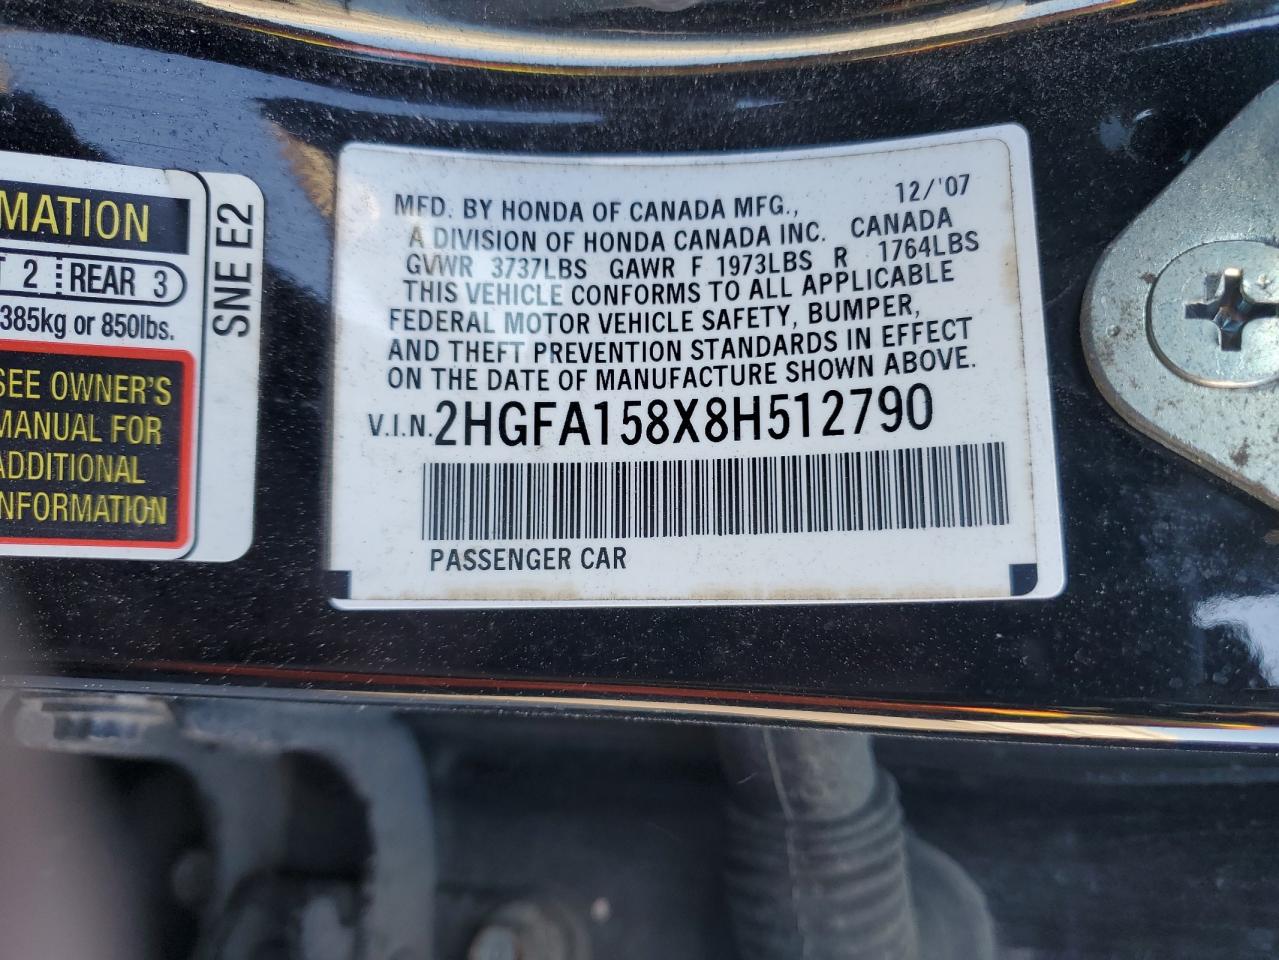 MATION
T 2 REAR 3
385kg or 850lbs.
SEE OWNER'S
MANUAL FOR
ADDITIONAL
INFORMATION
SNE E2
12/'07
MFD. BY HONDA OF CANADA MFG.,
A DIVISION OF HONDA CANADA INC. CANADA
GVWR 3737LBS GAWR F 1973LBS R 1764LBS
THIS VEHICLE CONFORMS TO ALL APPLICABLE
FEDERAL MOTOR VEHICLE SAFETY, BUMPER,
AND THEFT PREVENTION STANDARDS IN EFFECT
ON THE DATE OF MANUFACTURE SHOWN ABOVE.
V.I.N. 2HGFA158X8H512790
PASSENGER CAR